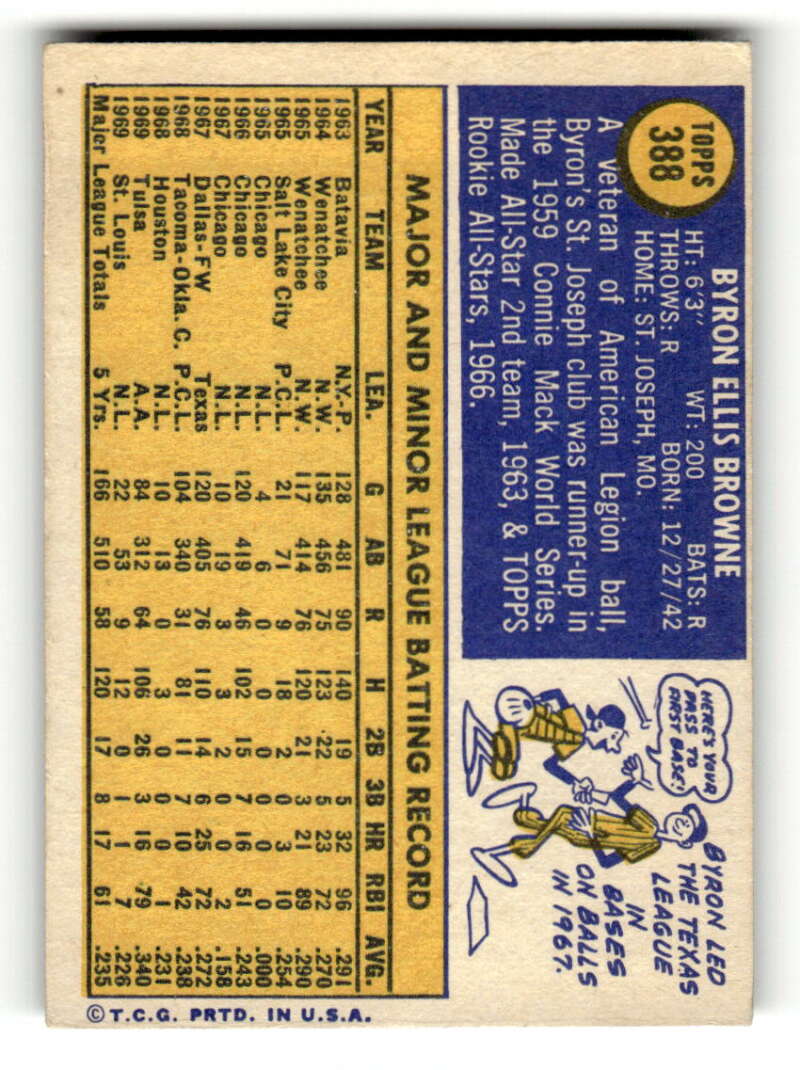 TOPPS
388
BYRON ELLIS BROWNE
HT: 6'3" WT: 200 BATS: R
THROWS: R BORN: 12/27/42
HOME: ST. JOSEPH, MO.
A veteran of American Legion ball,
Byron's St. Joseph club was runner-up in
the 1959 Connie Mack World Series.
Made All-Star 2nd team, 1963, & TOPPS
Rookie All-Stars, 1966.
HERE'S YOUR
PASS TO
FIRST BASE!
BYRON LED
THE TEXAS
LEAGUE
IN
BASES
ON BALLS
IN 1967.
MAJOR AND MINOR LEAGUE BATTING RECORD
YEAR TEAM LEA. G AB R H 2B 3B HR RBI AVG.
1963 Batavia N.Y.-P. 128 481 90 140 19 5 32 96 .291
1964 Wenatchee N.W. 135 456 75 123 22 5 23 72 .270
1965 Wenatchee N.W. 117 414 76 120 21 3 21 89 .290
1965 Salt Lake City P.C.L. 21 71 9 18 2 0 3 10 .254
1965 Chicago N.L. 4 6 0 0 0 0 0 0 .000
1966 Chicago N.L. 120 419 46 102 15 7 16 51 .243
1967 Chicago N.L. 10 19 3 3 2 0 0 2 .158
1967 Dallas-FW Texas 120 405 76 110 14 6 25 72 .272
1968 Tacoma-Okla. C. P.C.L. 104 340 31 81 11 7 10 42 .238
1968 Houston N.L. 10 13 0 3 0 0 0 1 .231
1969 Tulsa A.A. 84 312 64 106 26 3 16 79 .340
1969 St. Louis N.L. 22 53 9 12 0 1 1 7 .226
Major League Totals 5 Yrs. 166 510 58 120 17 8 17 61 .235
© T.C.G. PRTD. IN U.S.A.